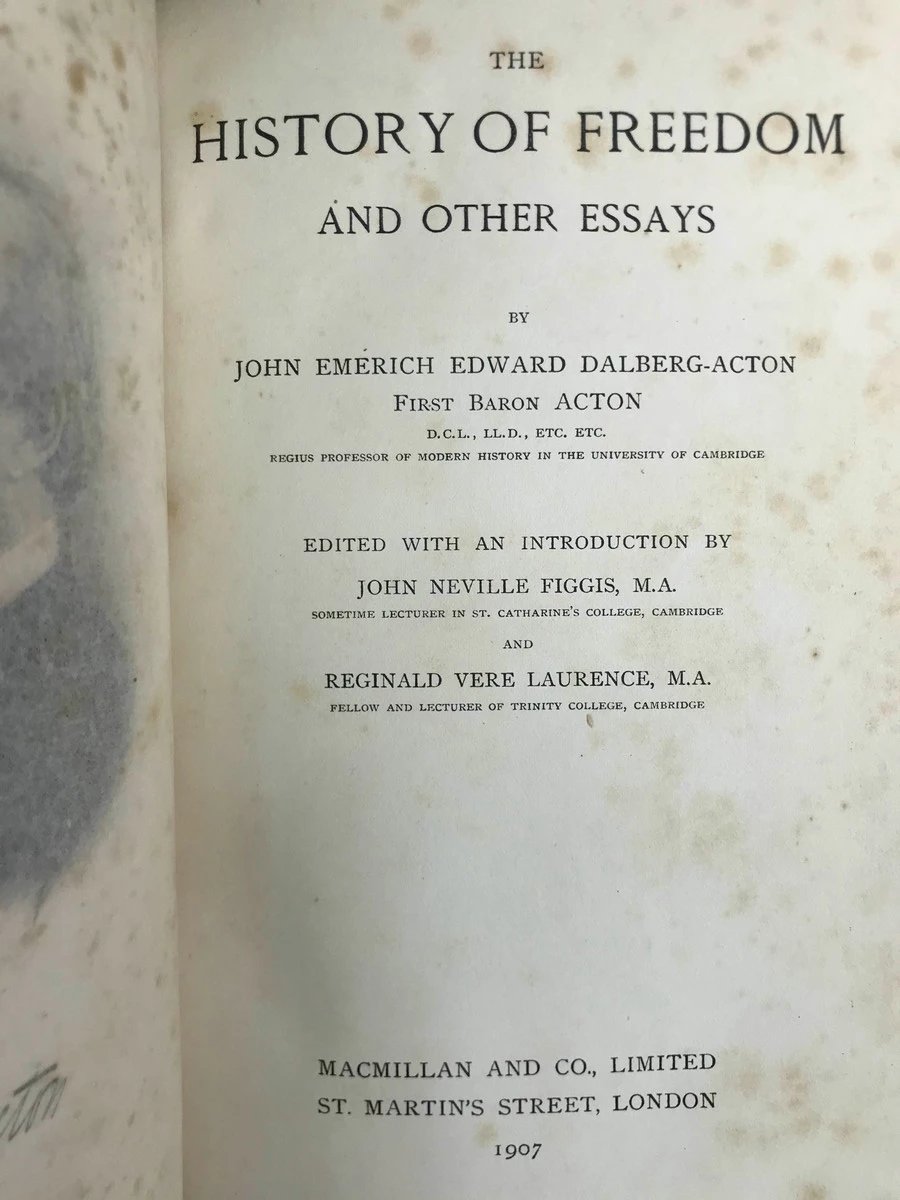 THE
HISTORY OF FREEDOM
AND OTHER ESSAYS
BY
JOHN EMERICH EDWARD DALBERG-ACTON
FIRST BARON ACTON
D.C.L., LL.D., ETC. ETC.
REGIUS PROFESSOR OF MODERN HISTORY IN THE UNIVERSITY OF CAMBRIDGE
EDITED WITH AN INTRODUCTION BY
JOHN NEVILLE FIGGIS, M.A.
SOMETIME LECTURER IN ST. CATHARINE'S COLLEGE, CAMBRIDGE
AND
REGINALD VERE LAURENCE, M.A.
FELLOW AND LECTURER OF TRINITY COLLEGE, CAMBRIDGE
MACMILLAN AND CO., LIMITED
ST. MARTIN'S STREET, LONDON
1907